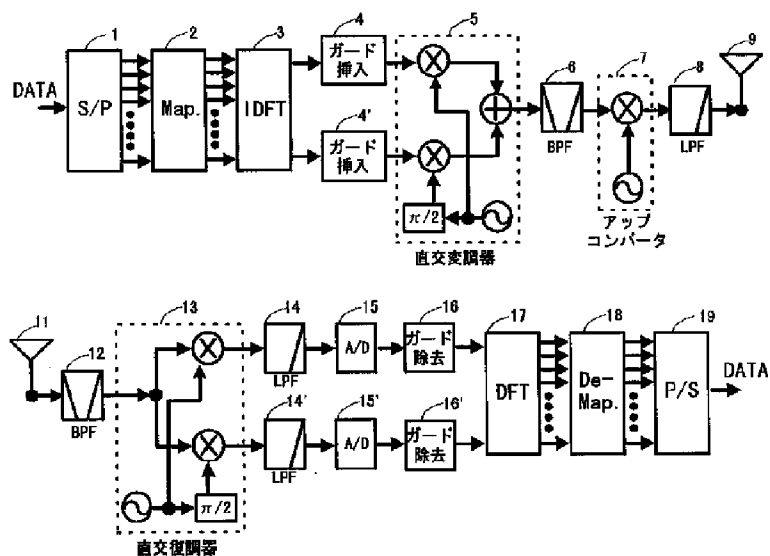 1
2
3
4
5
6
7
8
9
DATA
S/P
Map.
IDFT
ガード
挿入
4'
ガード
挿入
π/2
直交変調器
BPF
アップ
コンバータ
LPF
11
12
13
14
15
16
17
18
19
BPF
LPF
A/D
ガード
除去
14'
15'
16'
LPF
A/D
ガード
除去
π/2
直交復調器
DFT
De-
Map.
P/S
DATA